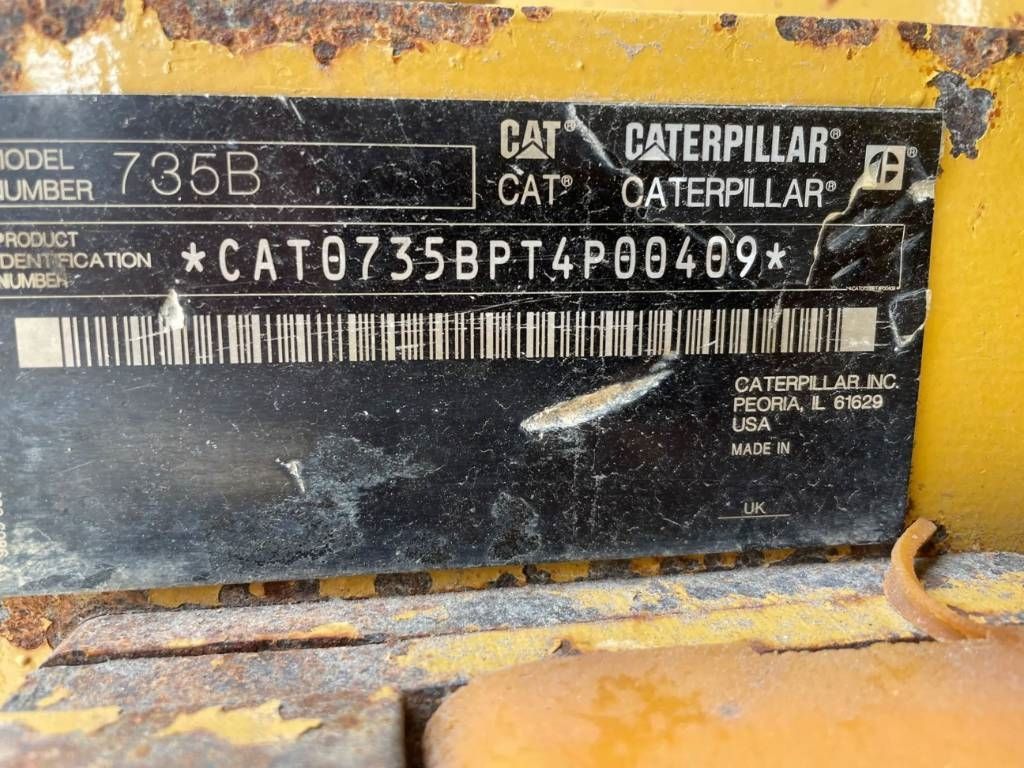 MODEL
NUMBER 735B
CAT® CATERPILLAR®
CAT® CATERPILLAR®
PRODUCT
IDENTIFICATION
NUMBER
*CAT0735BPT4P00409*
CATERPILLAR INC.
PEORIA, IL 61629
USA
MADE IN
UK